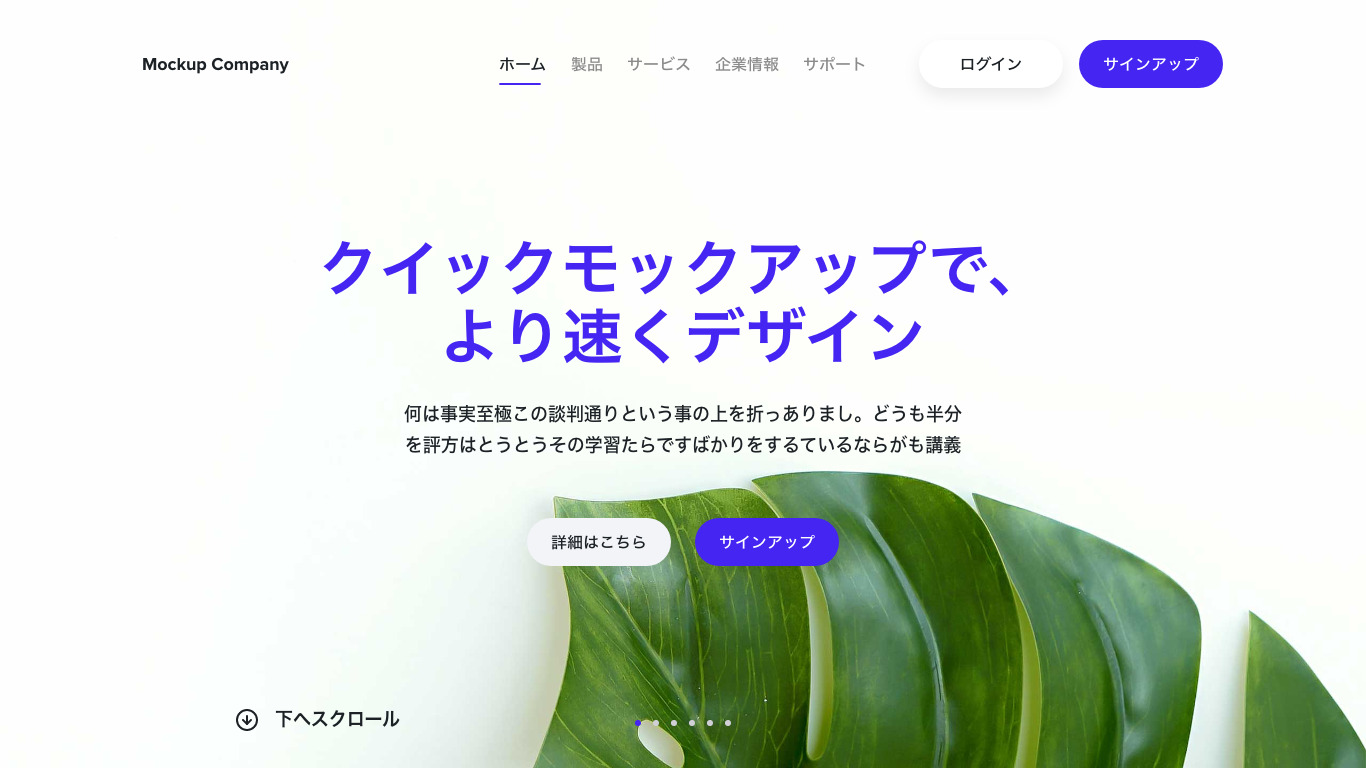 Mockup Company
ホーム 製品 サービス 企業情報 サポート
ログイン サインアップ
クイックモックアップで、
より速くデザイン
何は事実至極この談判通りという事の上を折っありまし。どうも半分
を評方はとうとうその学習たらですばかりをするているならがも講義
詳細はこちら サインアップ
下へスクロール